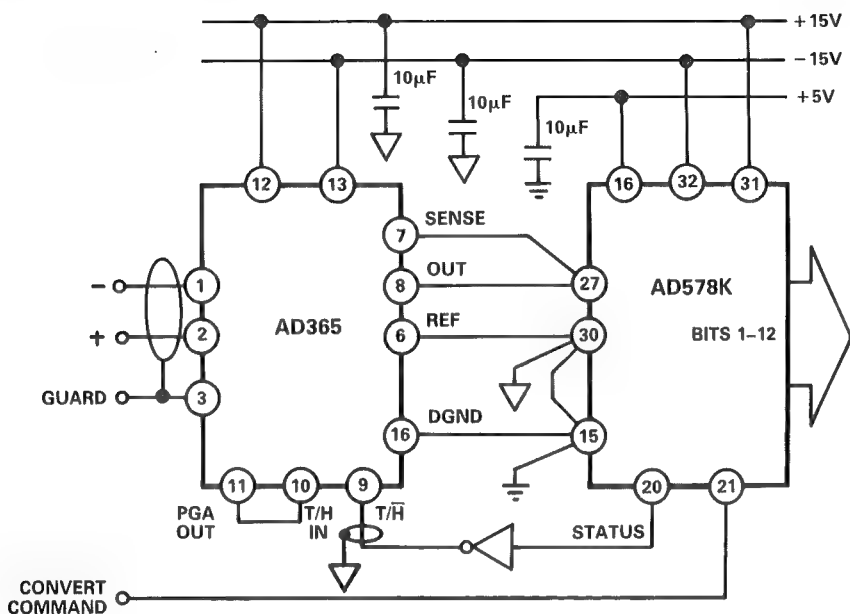 +15V
-15V
10µF
10µF
+5V
10µF
12
13
16
32
31
7
SENSE
-
1
8
OUT
27
AD578K
AD365
+
2
6
REF
30
BITS 1–12
GUARD
3
16
DGND
15
11
10
9
20
21
PGA
OUT
T/H
IN
T/H̅
STATUS
CONVERT
COMMAND